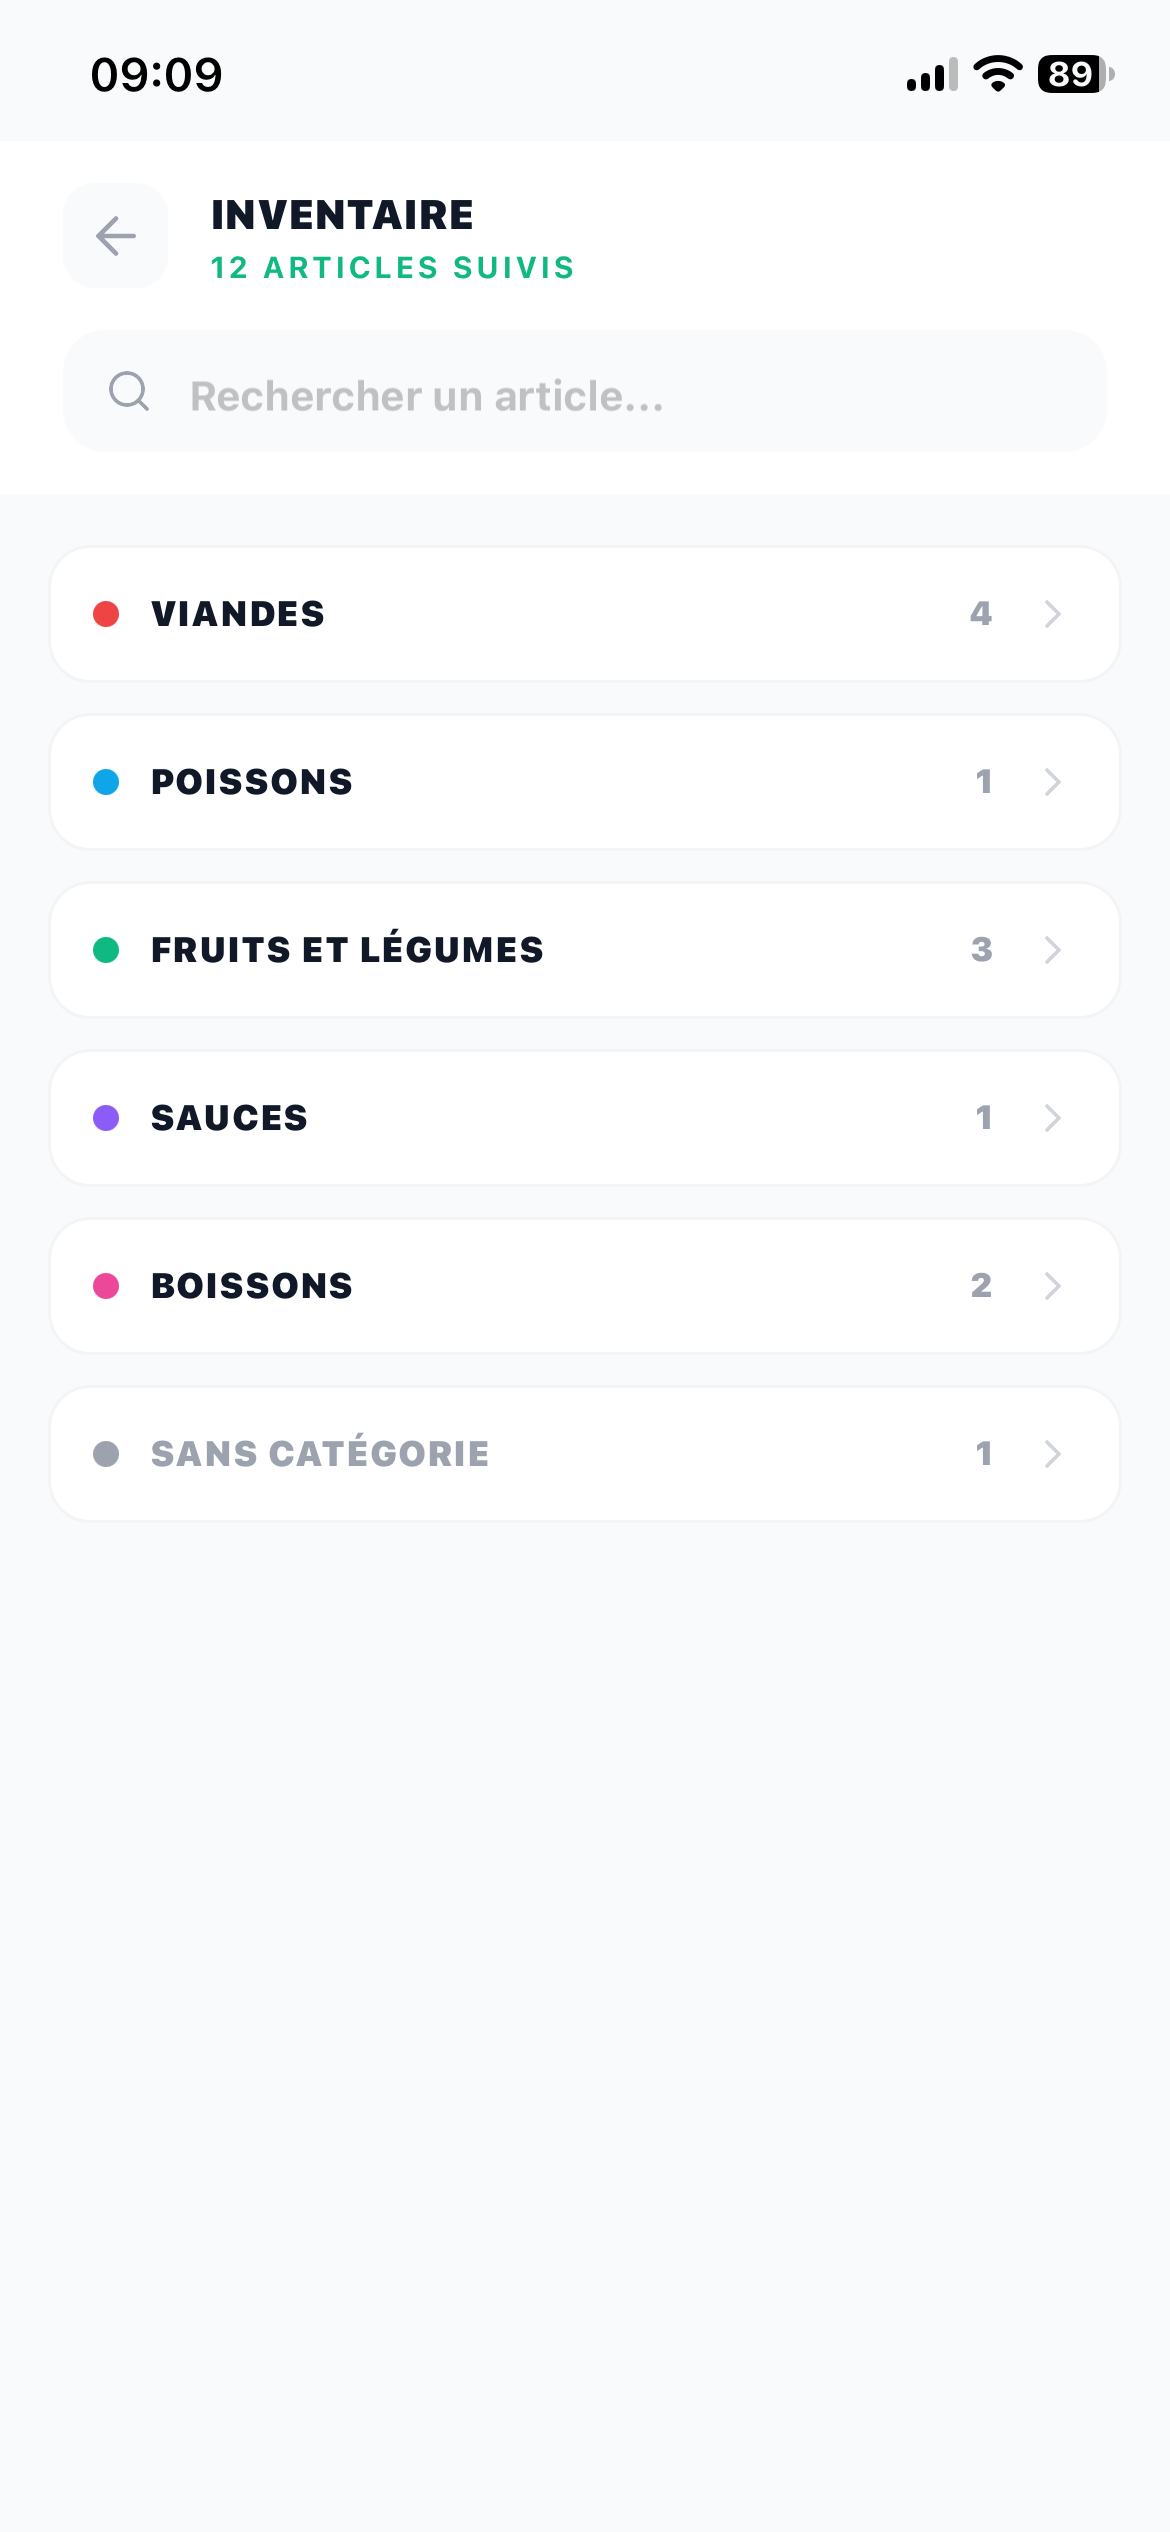 09:09
89
INVENTAIRE
12 ARTICLES SUIVIS
Rechercher un article...
VIANDES 4
POISSONS 1
FRUITS ET LÉGUMES 3
SAUCES 1
BOISSONS 2
SANS CATÉGORIE 1